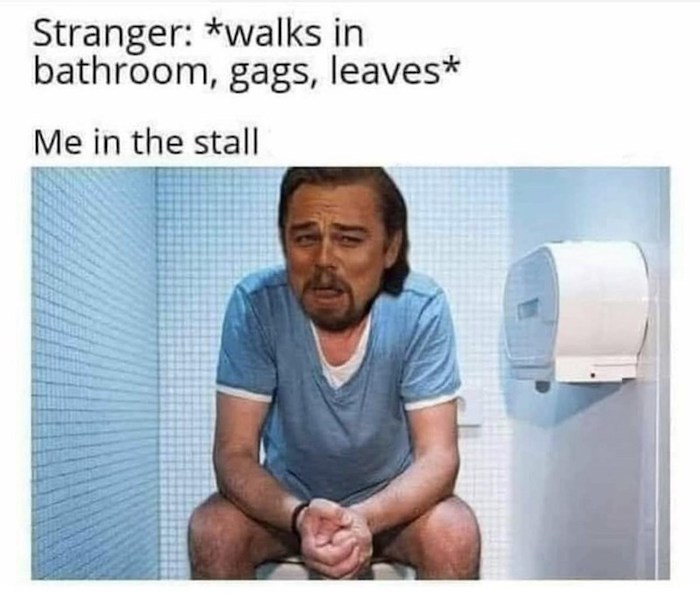 Stranger: *walks in
bathroom, gags, leaves*
Me in the stall